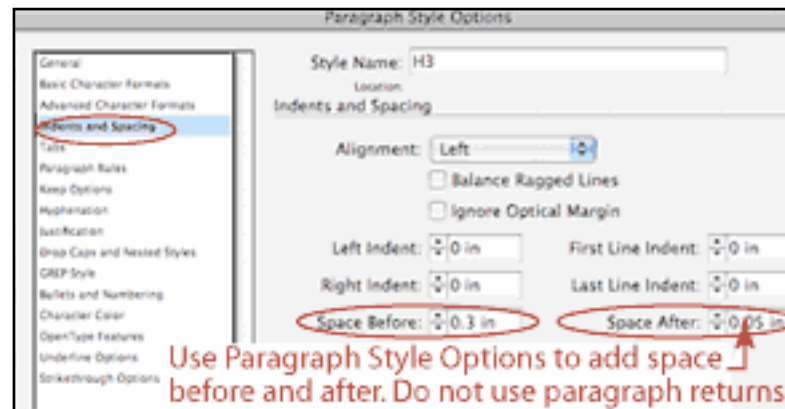 Paragraph Style Options
General
Basic Character Formats
Advanced Character Formats
Indents and Spacing
Tabs
Paragraph Rules
Keep Options
Hyphenation
Justification
Drop Caps and Nested Styles
GREP Style
Bullets and Numbering
Character Color
OpenType Features
Underline Options
Strikethrough Options
Style Name: H3
Location:
Indents and Spacing
Alignment: Left
Balance Ragged Lines
Ignore Optical Margin
Left Indent: 0 in First Line Indent: 0 in
Right Indent: 0 in Last Line Indent: 0 in
Space Before: 0.3 in Space After: 0.05 in
Use Paragraph Style Options to add space
before and after. Do not use paragraph returns